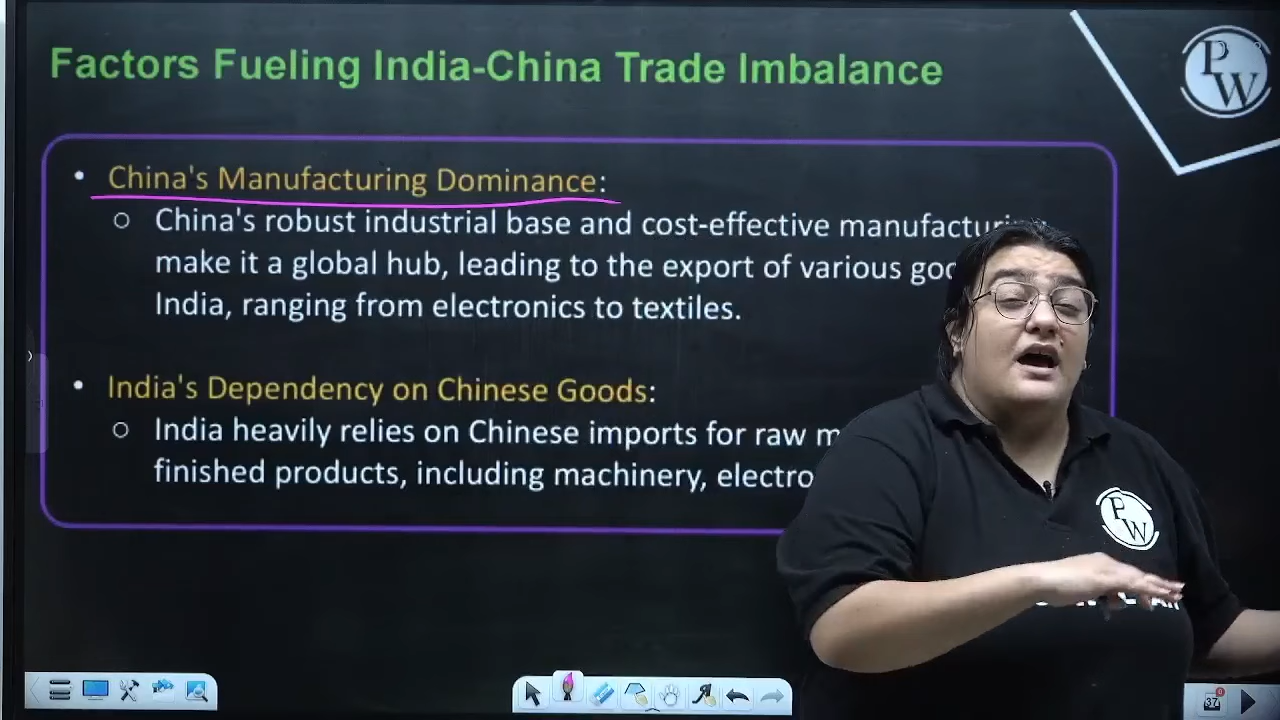 Factors Fueling India-China Trade Imbalance
PW
• China's Manufacturing Dominance:
○ China's robust industrial base and cost-effective
make it a global hub, leading to the export of various
India, ranging from electronics to textiles.
• India's Dependency on Chinese Goods:
○ India heavily relies on Chinese imports for raw
finished products, including machinery,
PW
37